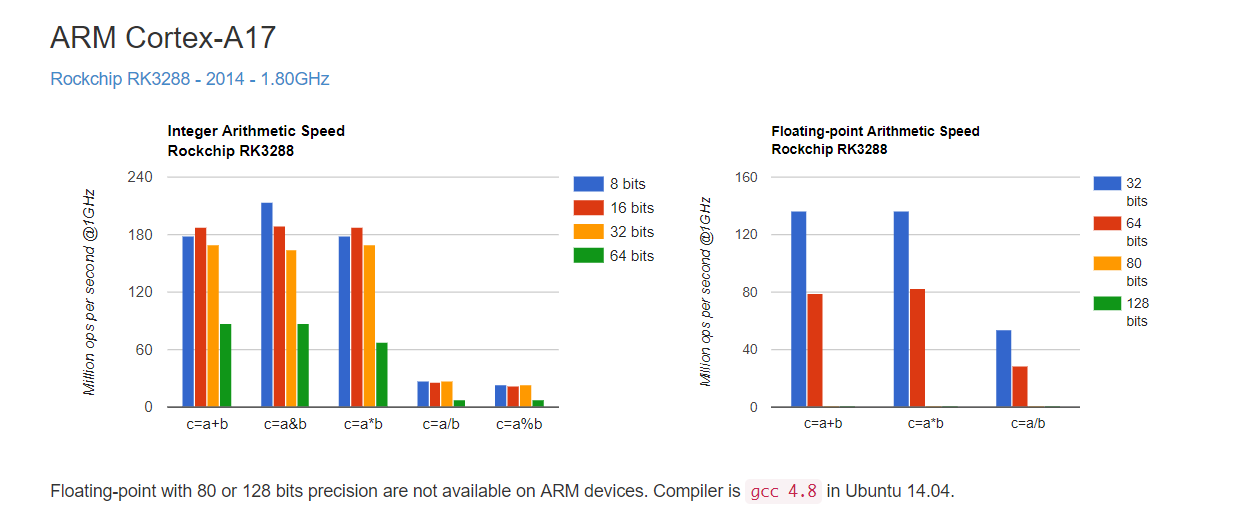 ARM Cortex-A17
Rockchip RK3288 - 2014 - 1.80GHz
Integer Arithmetic Speed
Rockchip RK3288
Million ops per second @1GHz
240
180
120
60
0
c=a+b
c=a&b
c=a*b
c=a/b
c=a%b
8 bits
16 bits
32 bits
64 bits
Floating-point Arithmetic Speed
Rockchip RK3288
Million ops per second @1GHz
160
120
80
40
0
c=a+b
c=a*b
c=a/b
32
bits
64
bits
80
bits
128
bits
Floating-point with 80 or 128 bits precision are not available on ARM devices. Compiler is gcc 4.8 in Ubuntu 14.04.